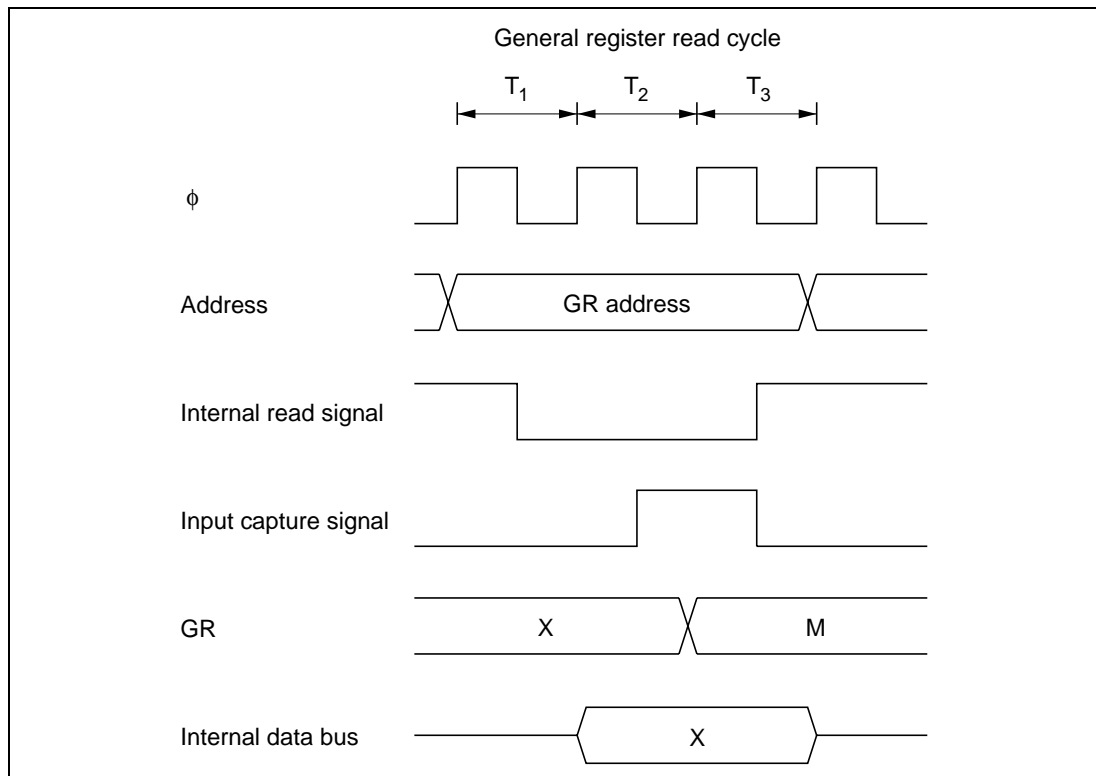 General register read cycle
T1 T2 T3
ϕ
Address GR address
Internal read signal
Input capture signal
GR X M
Internal data bus X